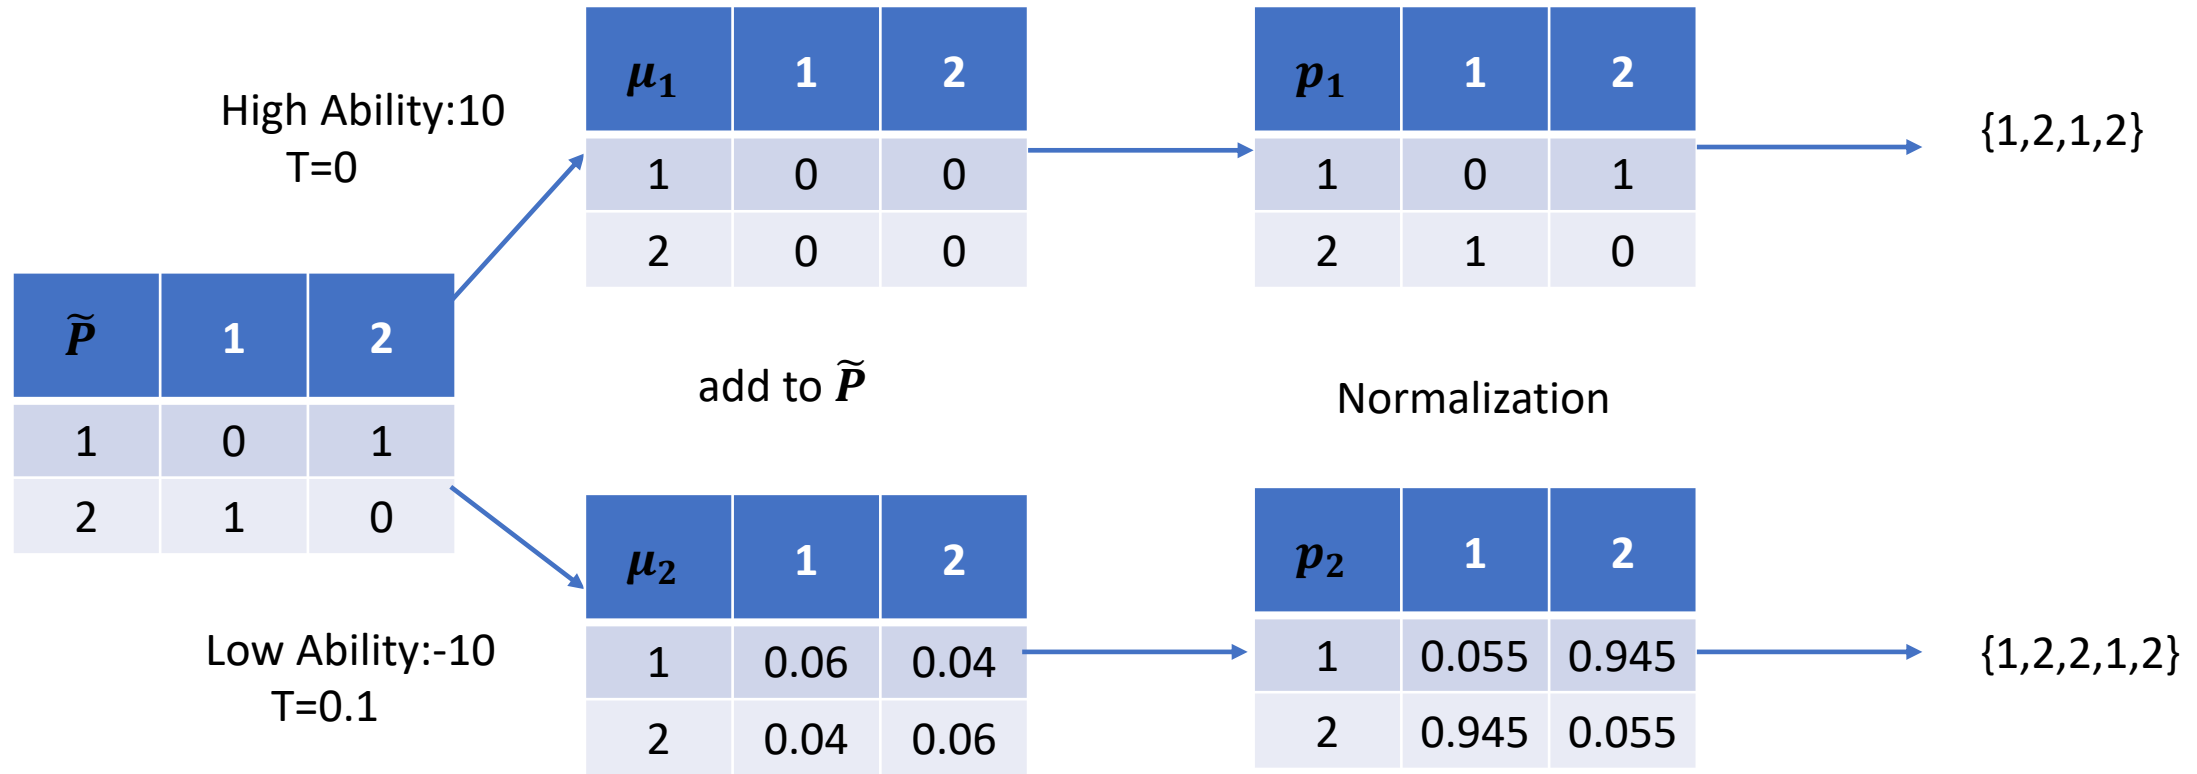 High Ability:10
T=0
μ₁ 1 2
1 0 0
2 0 0
p₁ 1 2
1 0 1
2 1 0
{1,2,1,2}
P̃ 1 2
1 0 1
2 1 0
add to P̃
Normalization
Low Ability:-10
T=0.1
μ₂ 1 2
1 0.06 0.04
2 0.04 0.06
p₂ 1 2
1 0.055 0.945
2 0.945 0.055
{1,2,2,1,2}